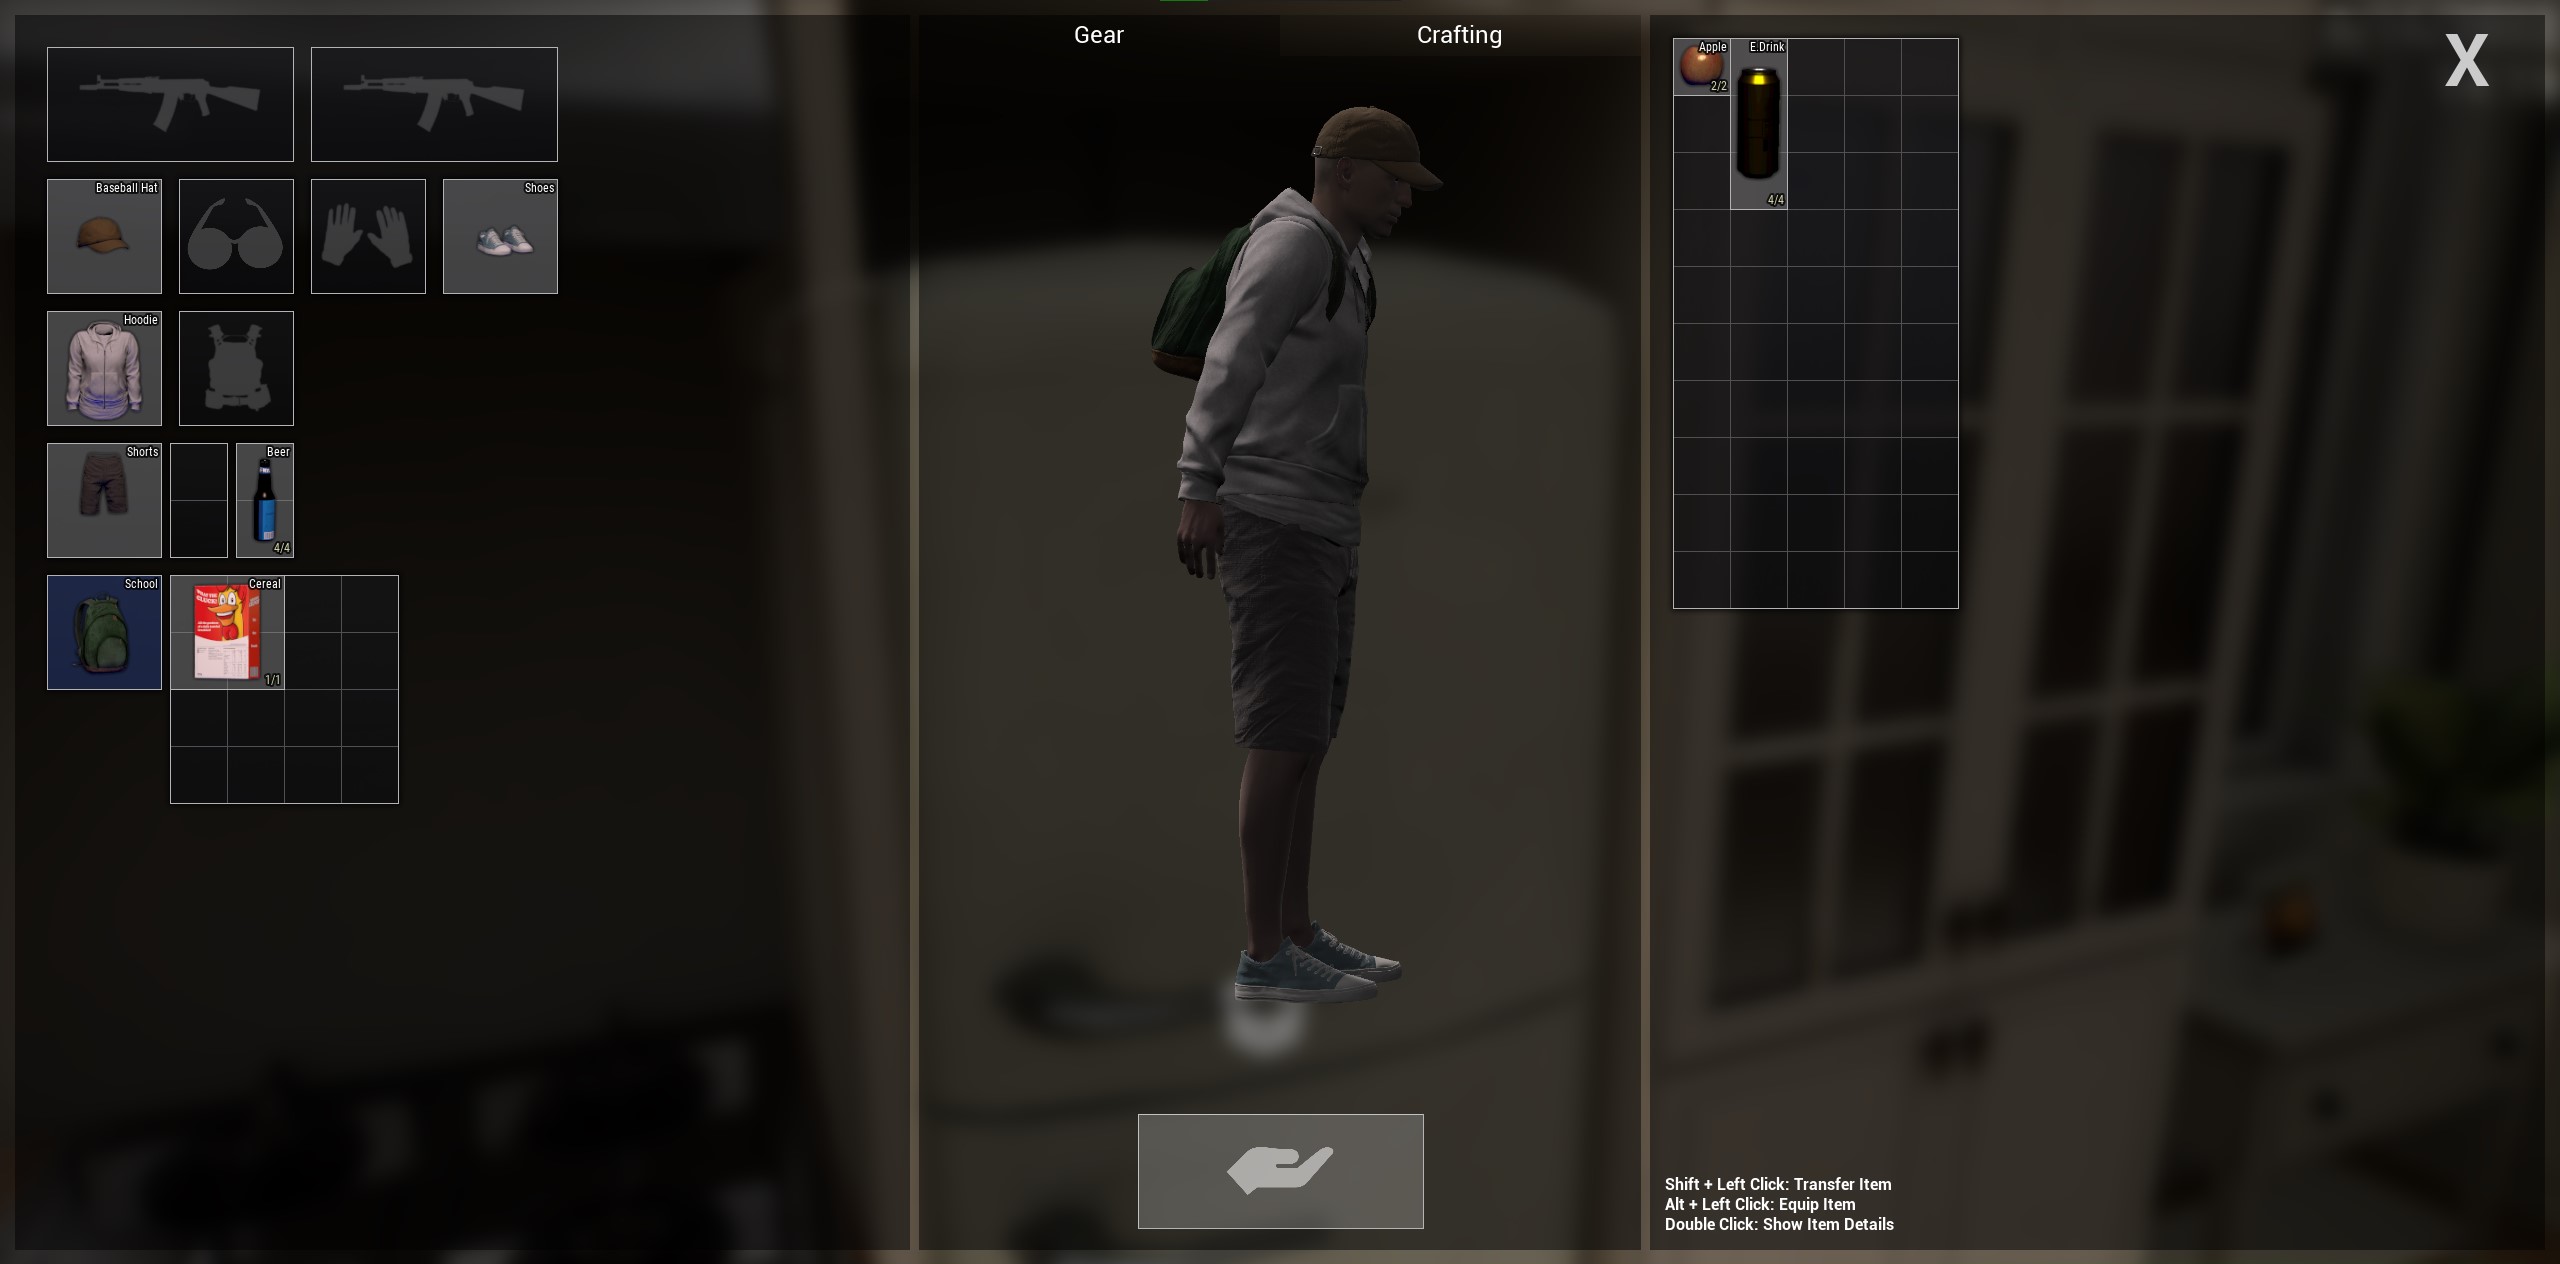 Gear
Crafting
X
Apple
2/2
E.Drink
4/4
Baseball Hat
Shoes
Hoodie
Shorts
Beer
4/4
School
Cereal
1/1
Shift + Left Click: Transfer Item
Alt + Left Click: Equip Item
Double Click: Show Item Details